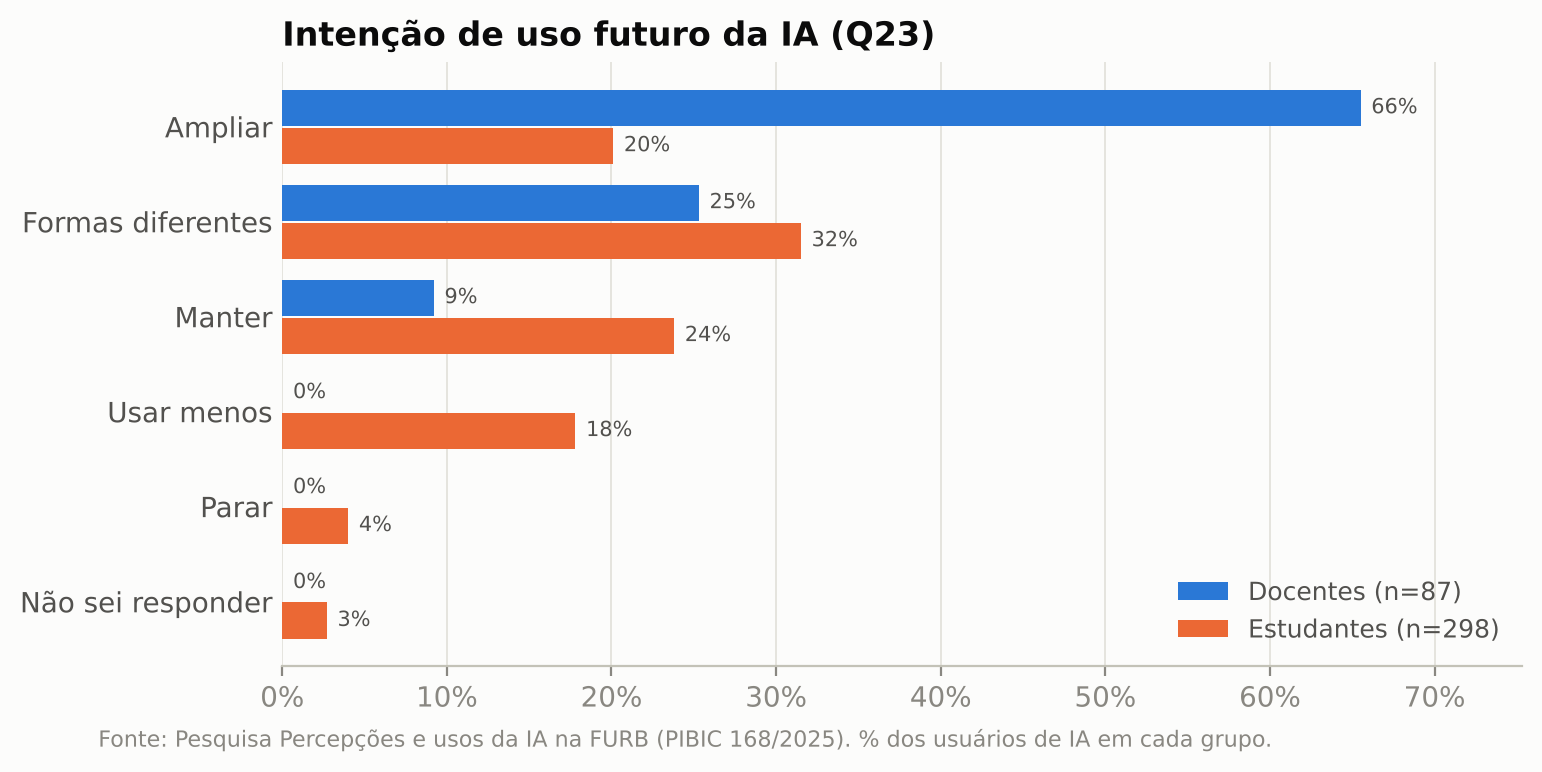 Intenção de uso futuro da IA (Q23)
Ampliar
66%
20%
Formas diferentes
25%
32%
Manter
9%
24%
Usar menos
0%
18%
Parar
0%
4%
Não sei responder
0%
3%
Docentes (n=87)
Estudantes (n=298)
0% 10% 20% 30% 40% 50% 60% 70%
Fonte: Pesquisa Percepções e usos da IA na FURB (PIBIC 168/2025). % dos usuários de IA em cada grupo.